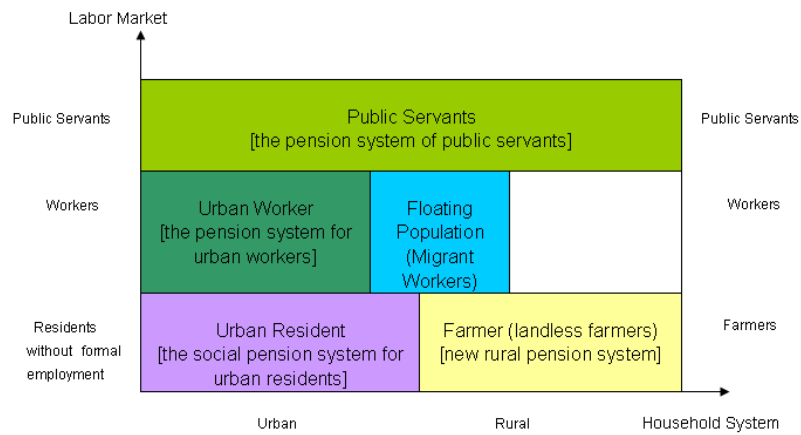 Labor Market
Public Servants
Public Servants
[the pension system of public servants]
Public Servants
Workers
Urban Worker
[the pension system for
urban workers]
Floating
Population
(Migrant
Workers)
Workers
Residents
without formal
employment
Urban Resident
[the social pension system for
urban residents]
Farmer (landless farmers)
[new rural pension system]
Farmers
Urban
Rural
Household System